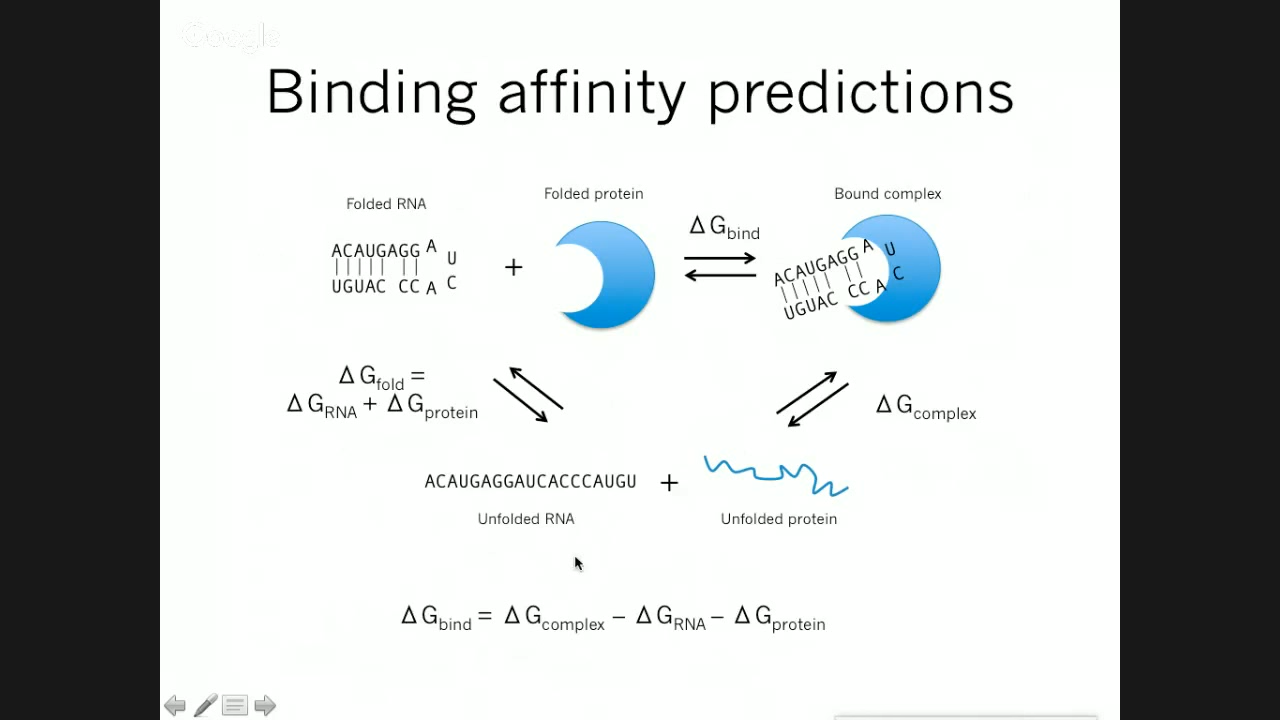 Google
Binding affinity predictions
Folded RNA
Folded protein
Bound complex
ACAUGAGG A U
UGUAC CC A C
+
ΔGbind
ACAUGAGG A U
UGUAC CC A C
ΔGfold =
ΔGRNA + ΔGprotein
ΔGcomplex
ACAUGAGGAUCACCCAUGU +
Unfolded RNA
Unfolded protein
ΔGbind = ΔGcomplex – ΔGRNA – ΔGprotein